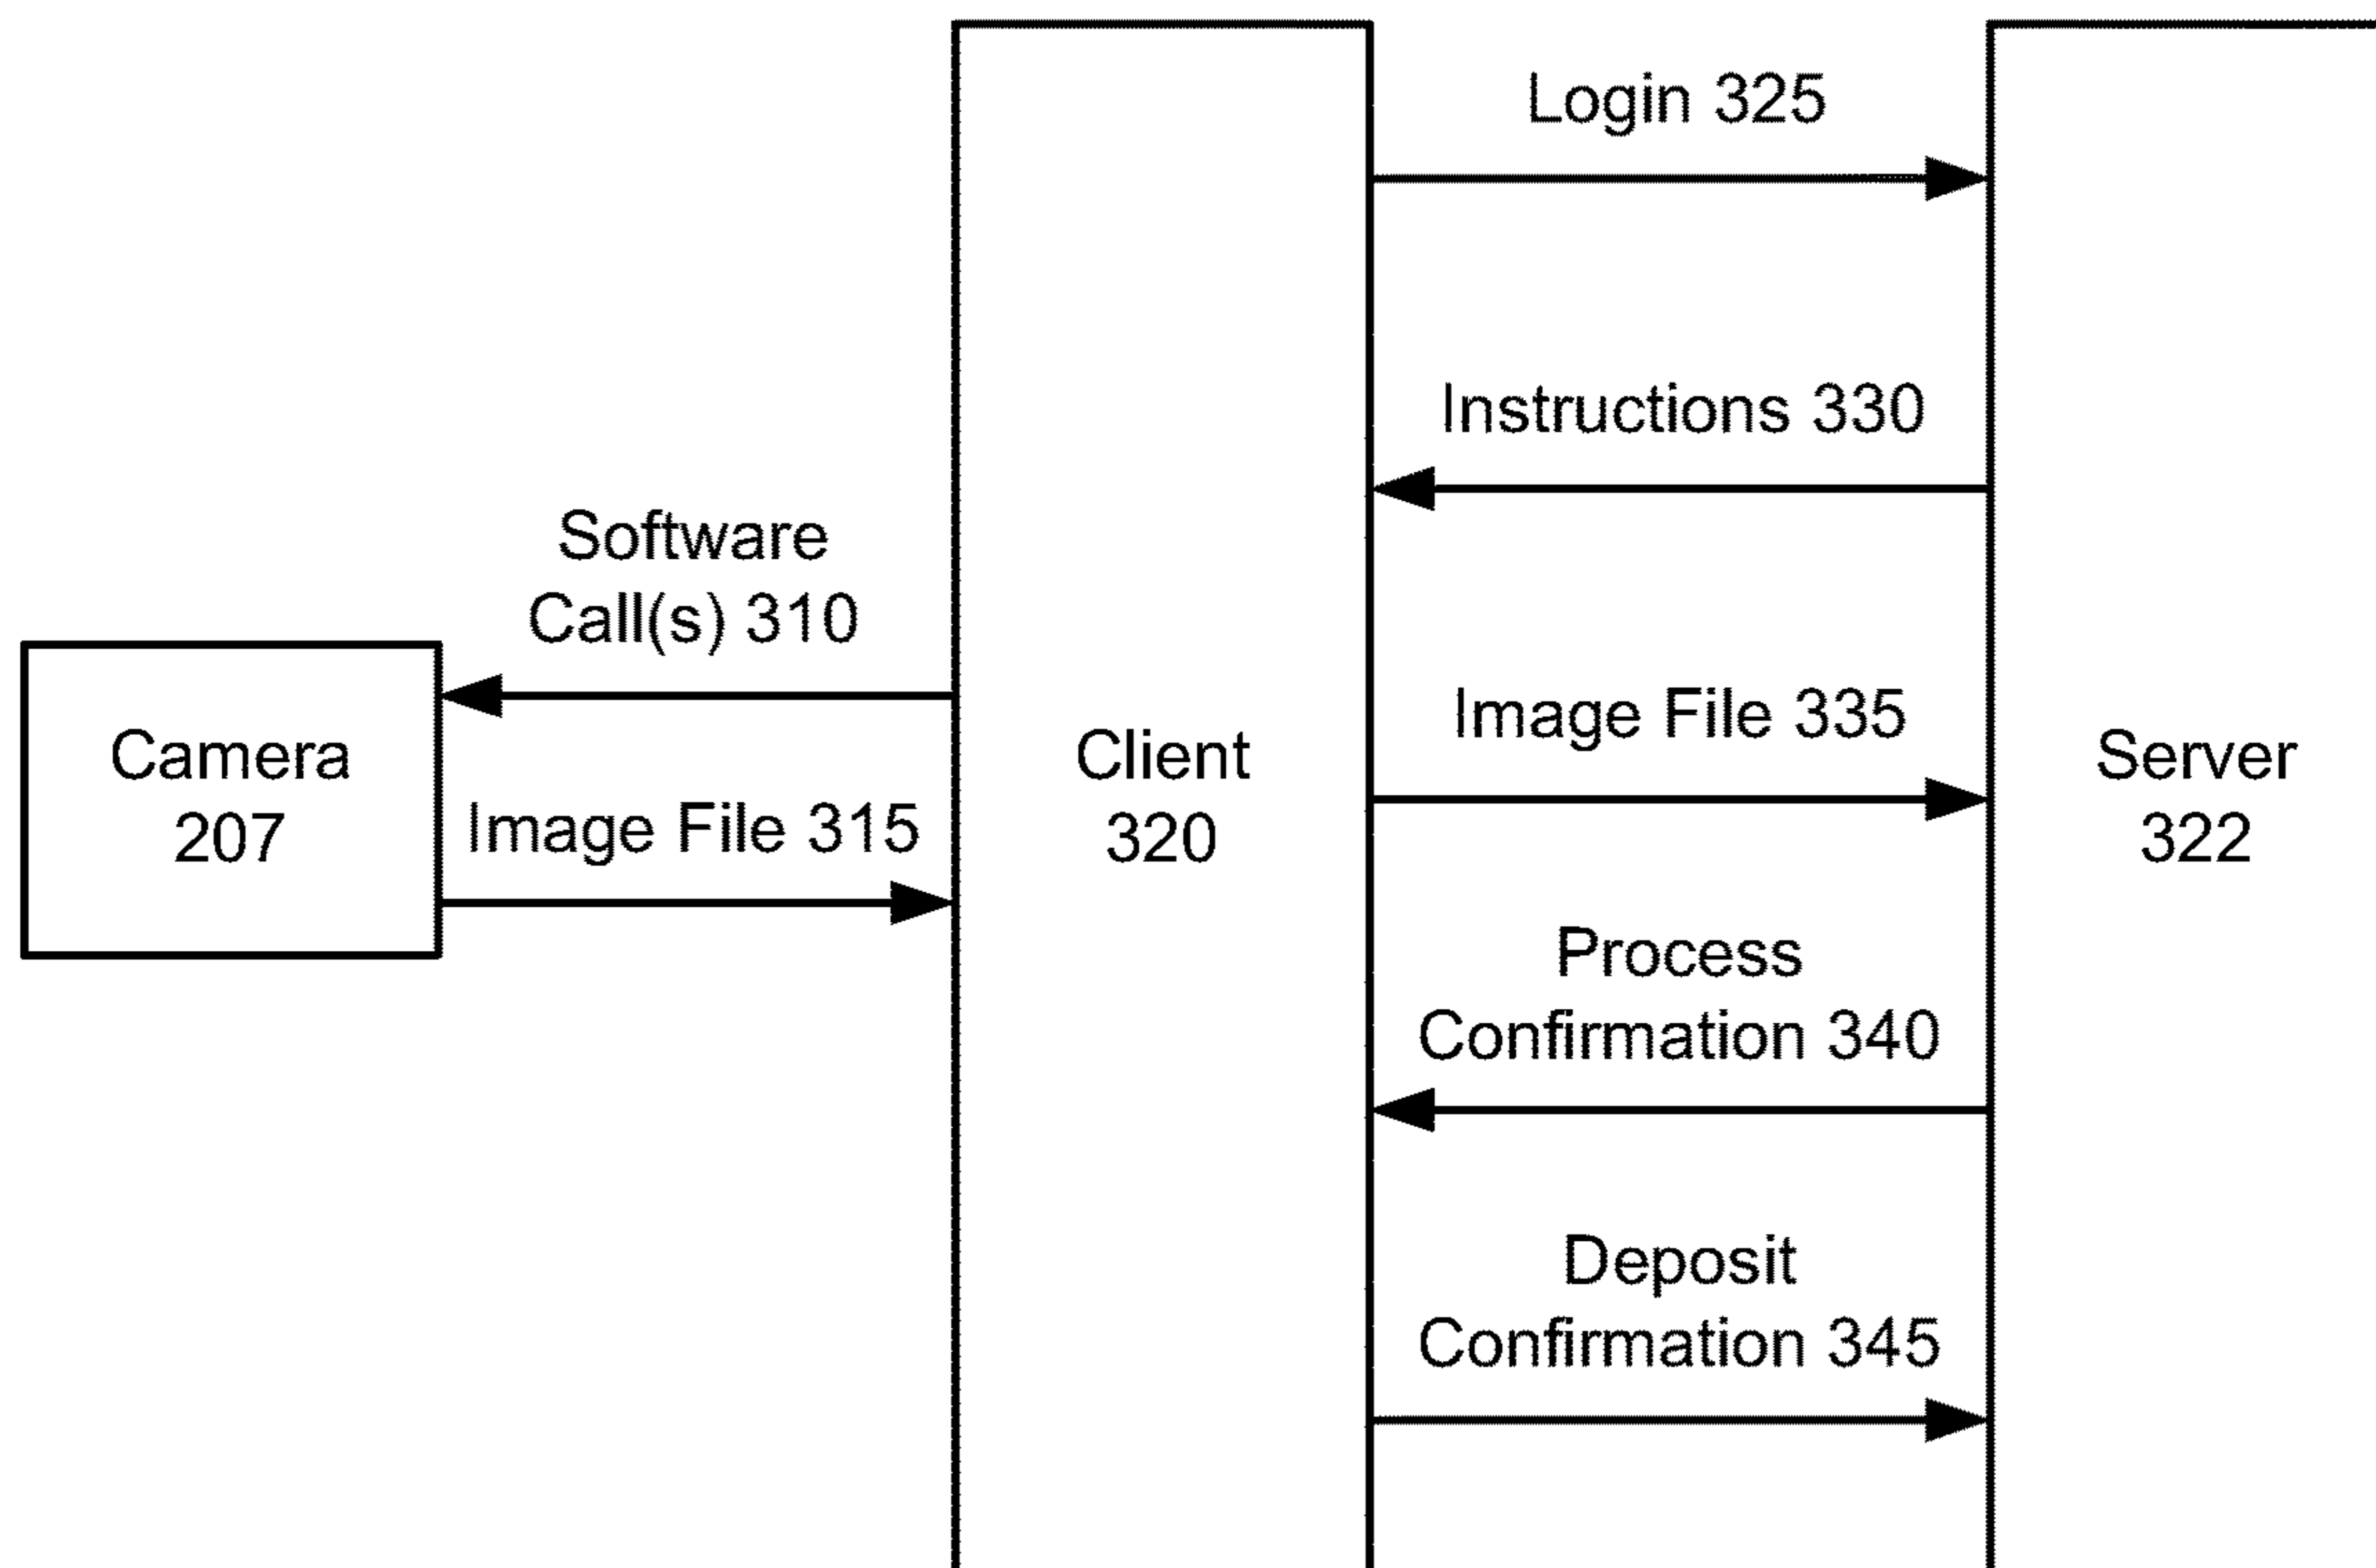 Login 325
Instructions 330
Software
Call(s) 310
Camera
207
Image File 315
Client
320
Image File 335
Server
322
Process
Confirmation 340
Deposit
Confirmation 345